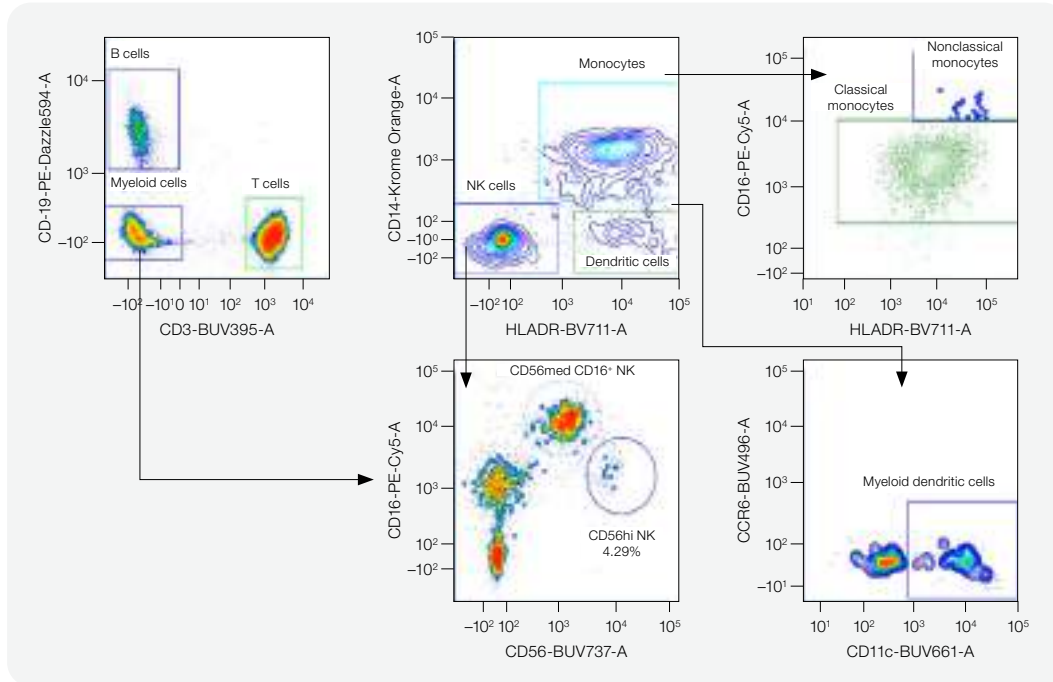 B cells
10⁴
10³
–10²
CD-19-PE-Dazzle594-A
Myeloid cells
T cells
–10² –10¹0 10¹ 10² 10³ 10⁴
CD3-BUV395-A
10⁵
10⁴
10³
10²
–10⁰
–10²
CD14-Krome Orange-A
Monocytes
NK cells
Dendritic cells
–10² 10² 10³ 10⁴ 10⁵
HLADR-BV711-A
10⁵
10⁴
10³
10²
–10²
CD16-PE-Cy5-A
Nonclassical
monocytes
Classical
monocytes
10¹ 10² 10³ 10⁴ 10⁵
HLADR-BV711-A
10⁵
10⁴
10³
10²
–10²
CD16-PE-Cy5-A
CD56med CD16⁺ NK
CD56hi NK
4.29%
–10² 10² 10³ 10⁴ 10⁵
CD56-BUV737-A
10⁵
10⁴
10³
10²
–10¹
CCR6-BUV496-A
Myeloid dendritic cells
10¹ 10² 10³ 10⁴ 10⁵
CD11c-BUV661-A